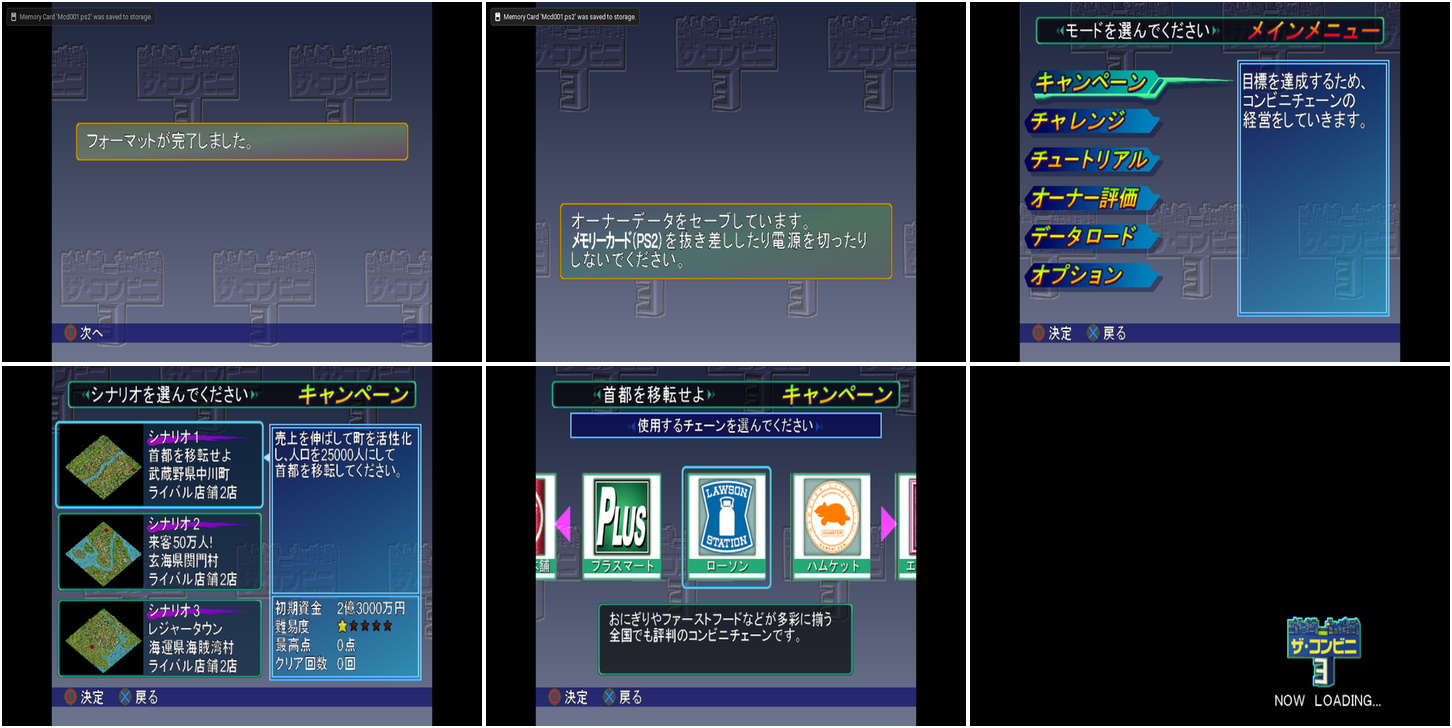 Memory Card 'Mcd001.ps2' was saved to storage.
フォーマットが完了しました。
次へ
Memory Card 'Mcd001.ps2' was saved to storage.
オーナーデータをセーブしています。
メモリーカード(PS2)を抜き差ししたり電源を切ったり
しないでください。
モードを選んでください
メインメニュー
キャンペーン
チャレンジ
チュートリアル
オーナー評価
データロード
オプション
目標を達成するため、
コンビニチェーンの
経営をしていきます。
決定 戻る
シナリオを選んでください
キャンペーン
シナリオ1
首都を移転せよ
武蔵野県中川町
ライバル店舗2店
シナリオ2
来客50万人!
玄海県関門村
ライバル店舗2店
シナリオ3
レジャータウン
海運県海賊湾村
ライバル店舗2店
売上を伸ばして町を活性化
し、人口を25000人にして
首都を移転してください。
初期資金 2億3000万円
難易度
最高点 0点
クリア回数 0回
決定 戻る
首都を移転せよ
キャンペーン
使用するチェーンを選んでください
舗
PLUS
プラスマート
LAWSON
STATION
ローソン
ハムケット
エ
おにぎりやファーストフードなどが多彩に揃う
全国でも評判のコンビニチェーンです。
決定 戻る
ザ・コンビニ
3
NOW LOADING...